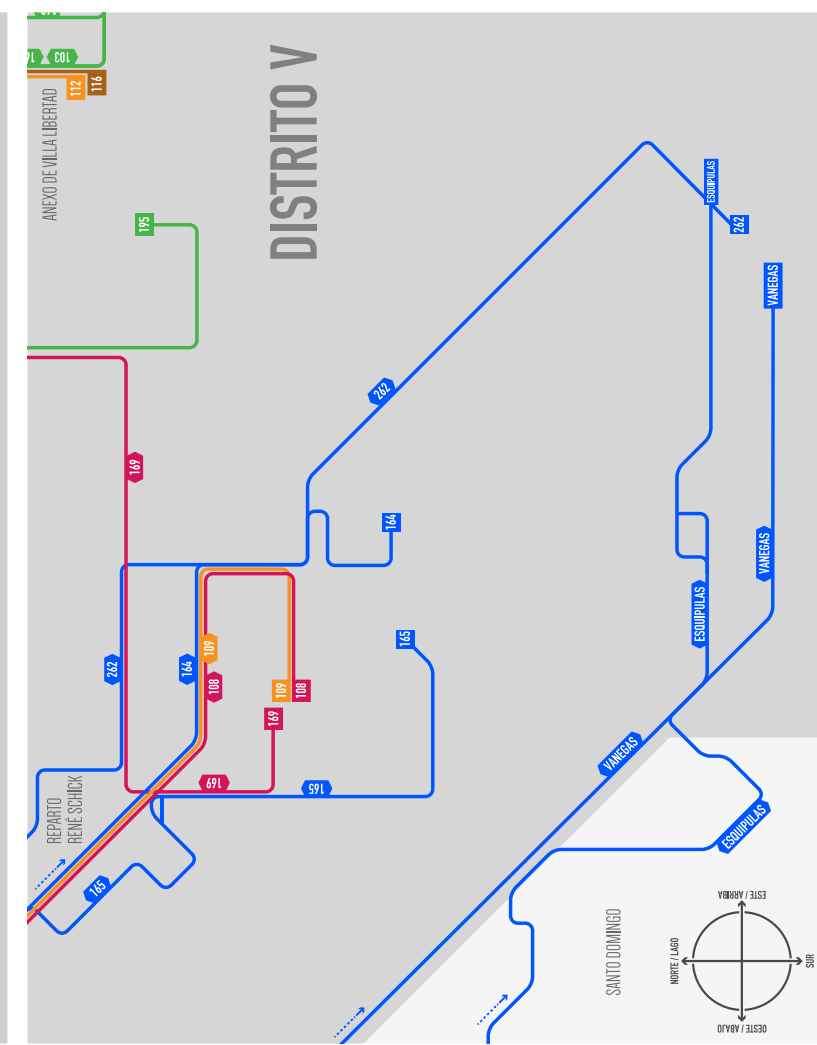 103
112
116
ANEXO DE VILLA LIBERTAD
DISTRITO V
195
ESQUIPULAS
262
VANEGAS
262
169
164
VANEGAS
ESQUIPULAS
165
109
262
164
108
109
108
169
VANEGAS
169
165
REPARTO
RENÉ SCHICK
ESQUIPULAS
165
SANTO DOMINGO
ESTE / ARRIBA
NORTE / LAGO
SUR
OESTE / ABAJO